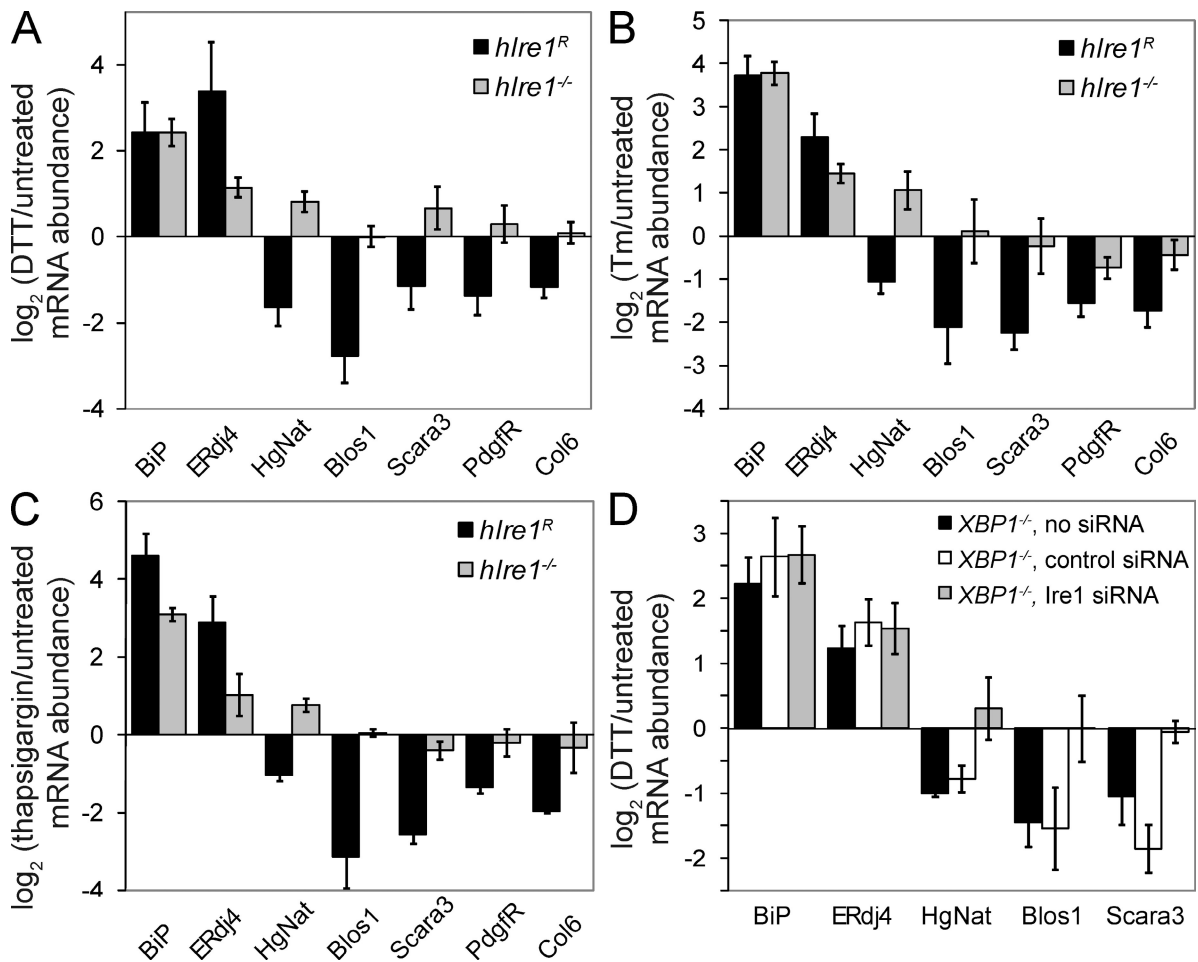 A
log2 (DTT/untreated
mRNA abundance)
4
2
0
-2
-4
hIre1R
hIre1-/-
BiP
ERdj4
HgNat
Blos1
Scara3
PdgfR
Col6
B
log2 (Tm/untreated
mRNA abundance)
5
4
3
2
1
0
-1
-2
-3
-4
hIre1R
hIre1-/-
BiP
ERdj4
HgNat
Blos1
Scara3
PdgfR
Col6
C
log2 (thapsigargin/untreated
mRNA abundance)
6
4
2
0
-2
-4
hIre1R
hIre1-/-
BiP
ERdj4
HgNat
Blos1
Scara3
PdgfR
Col6
D
log2 (DTT/untreated
mRNA abundance)
3
2
1
0
-1
-2
XBP1-/-, no siRNA
XBP1-/-, control siRNA
XBP1-/-, Ire1 siRNA
BiP
ERdj4
HgNat
Blos1
Scara3